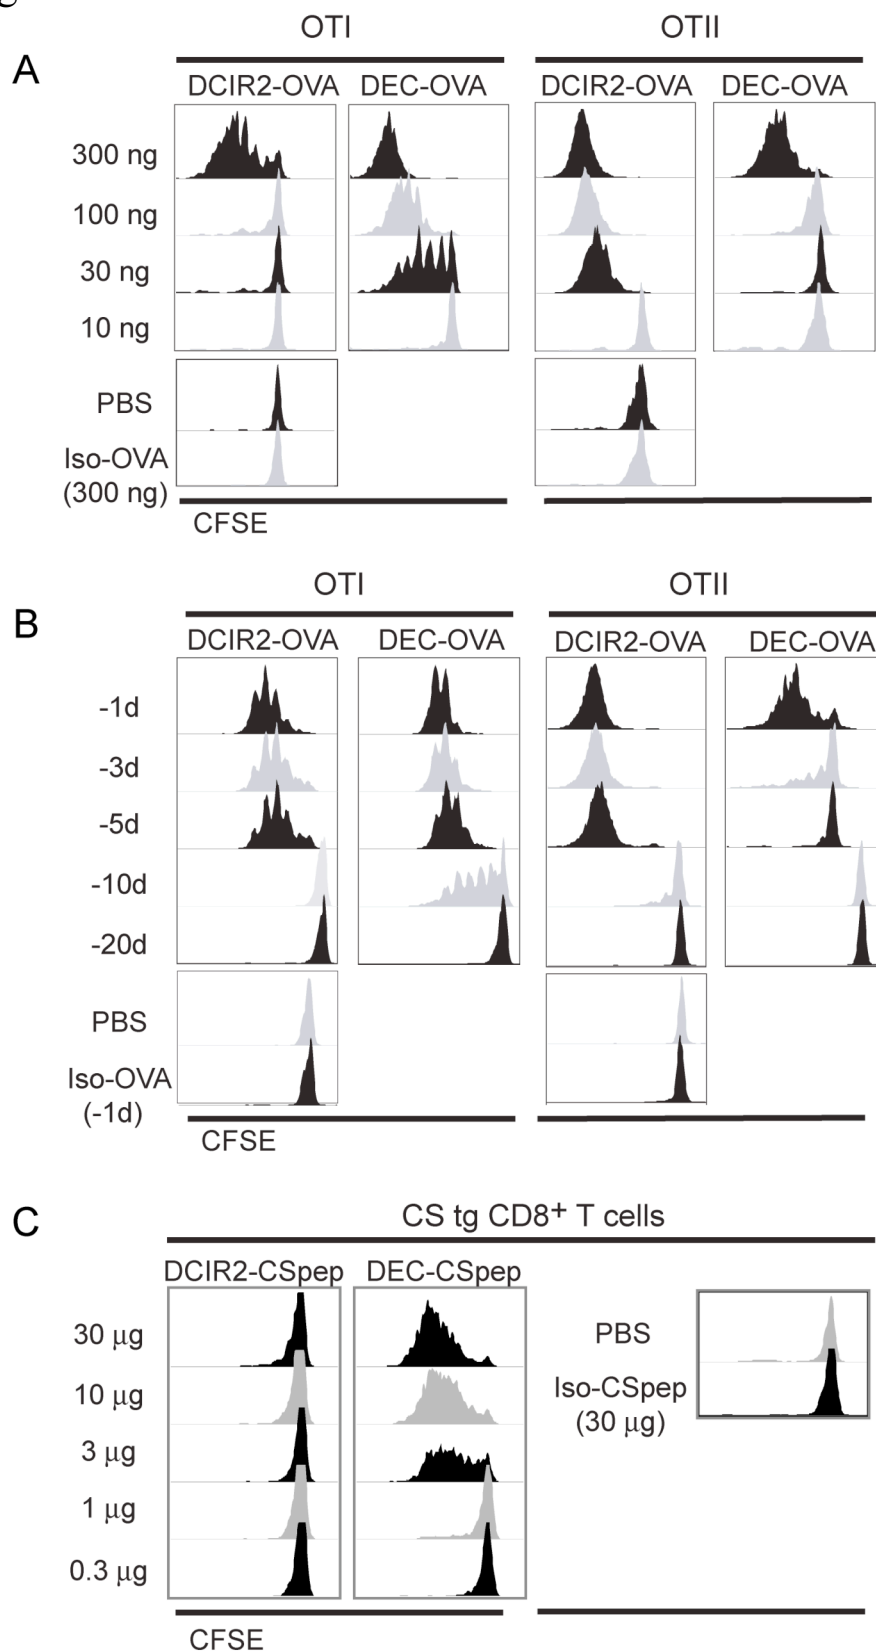 OTI OTII
A
DCIR2-OVA DEC-OVA DCIR2-OVA DEC-OVA
300 ng
100 ng
30 ng
10 ng
PBS
Iso-OVA
(300 ng)
CFSE
OTI OTII
B
DCIR2-OVA DEC-OVA DCIR2-OVA DEC-OVA
-1d
-3d
-5d
-10d
-20d
PBS
Iso-OVA
(-1d)
CFSE
C
CS tg CD8+ T cells
DCIR2-CSpep DEC-CSpep
30 μg
10 μg
3 μg
1 μg
0.3 μg
PBS
Iso-CSpep
(30 μg)
CFSE